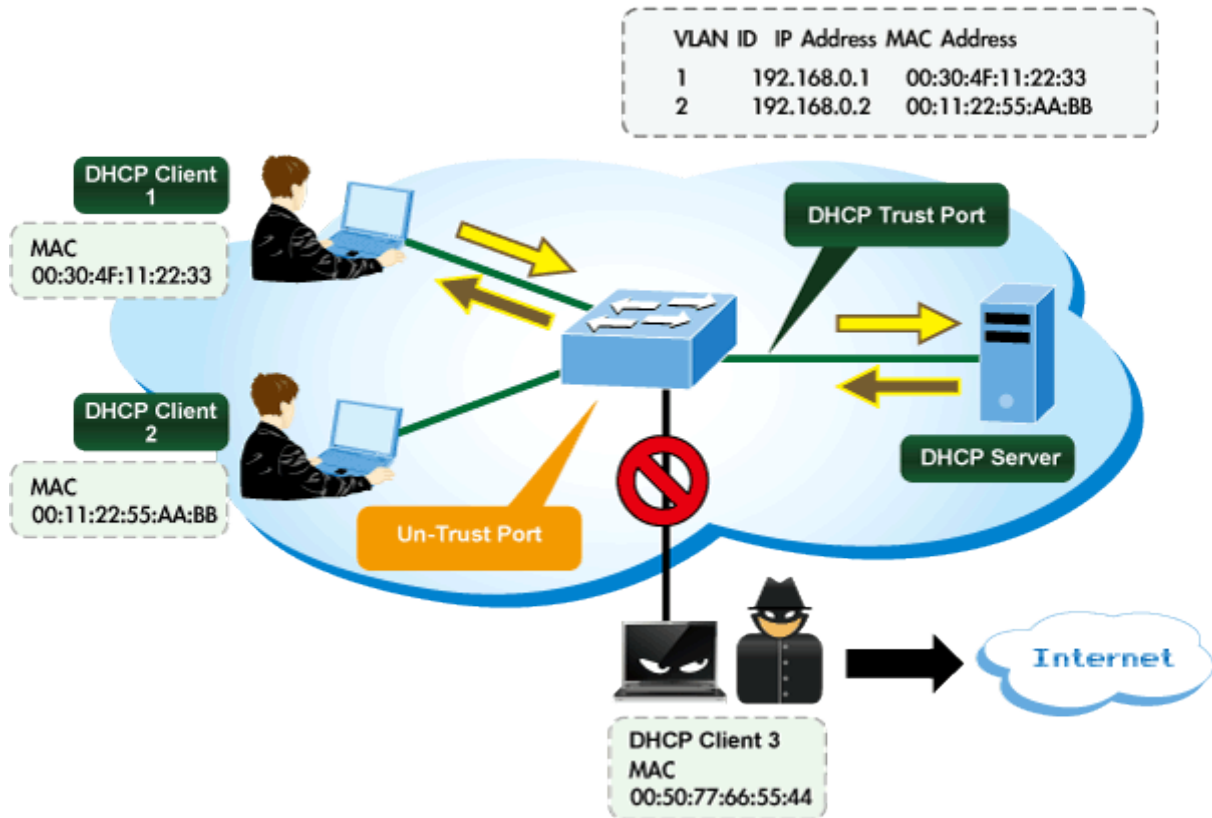 VLAN ID IP Address MAC Address
1 192.168.0.1 00:30:4F:11:22:33
2 192.168.0.2 00:11:22:55:AA:BB
DHCP Client
1
MAC
00:30:4F:11:22:33
DHCP Trust Port
DHCP Client
2
MAC
00:11:22:55:AA:BB
DHCP Server
Un-Trust Port
Internet
DHCP Client 3
MAC
00:50:77:66:55:44